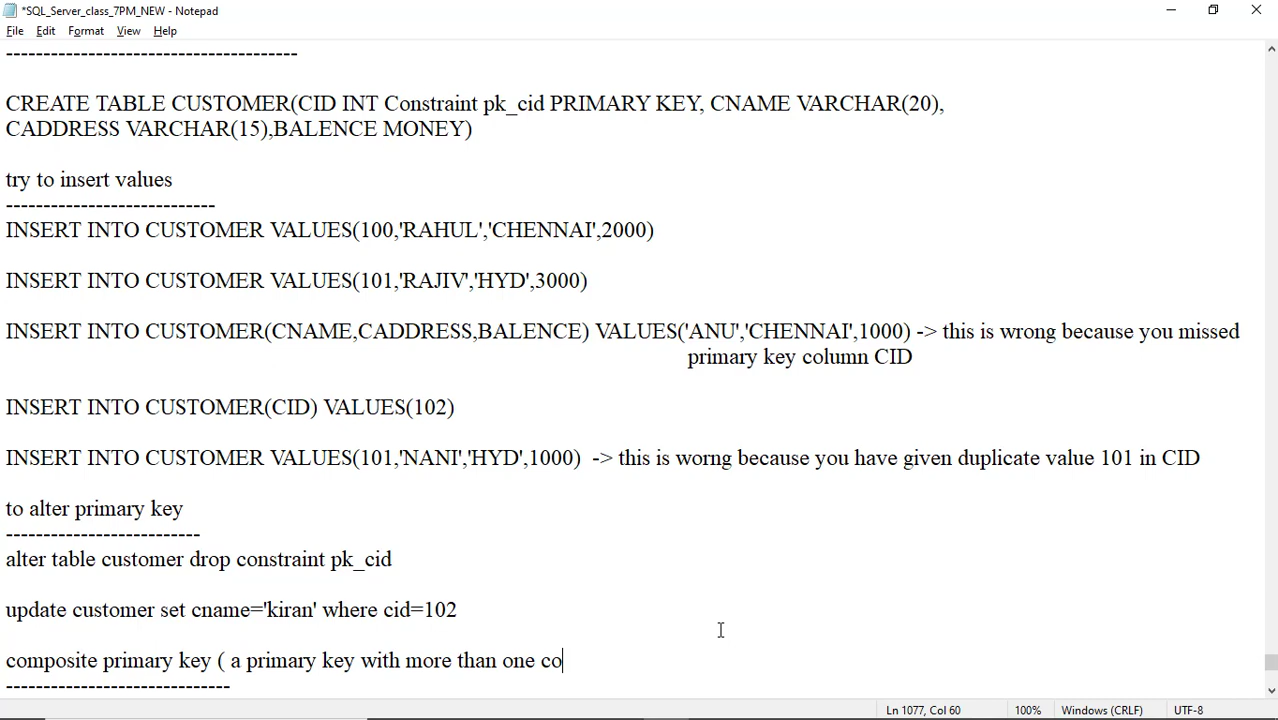 *SQL_Server_class_7PM_NEW - Notepad
File Edit Format View Help
---------------------------------------
CREATE TABLE CUSTOMER(CID INT Constraint pk_cid PRIMARY KEY, CNAME VARCHAR(20),
CADDRESS VARCHAR(15),BALENCE MONEY)
try to insert values
----------------------------
INSERT INTO CUSTOMER VALUES(100,'RAHUL','CHENNAI',2000)
INSERT INTO CUSTOMER VALUES(101,'RAJIV','HYD',3000)
INSERT INTO CUSTOMER(CNAME,CADDRESS,BALENCE) VALUES('ANU','CHENNAI',1000) -> this is wrong because you missed
primary key column CID
INSERT INTO CUSTOMER(CID) VALUES(102)
INSERT INTO CUSTOMER VALUES(101,'NANI','HYD',1000)  -> this is worng because you have given duplicate value 101 in CID
to alter primary key
--------------------------
alter table customer drop constraint pk_cid
update customer set cname='kiran' where cid=102
composite primary key ( a primary key with more than one co
------------------------------
Ln 1077, Col 60 100% Windows (CRLF) UTF-8